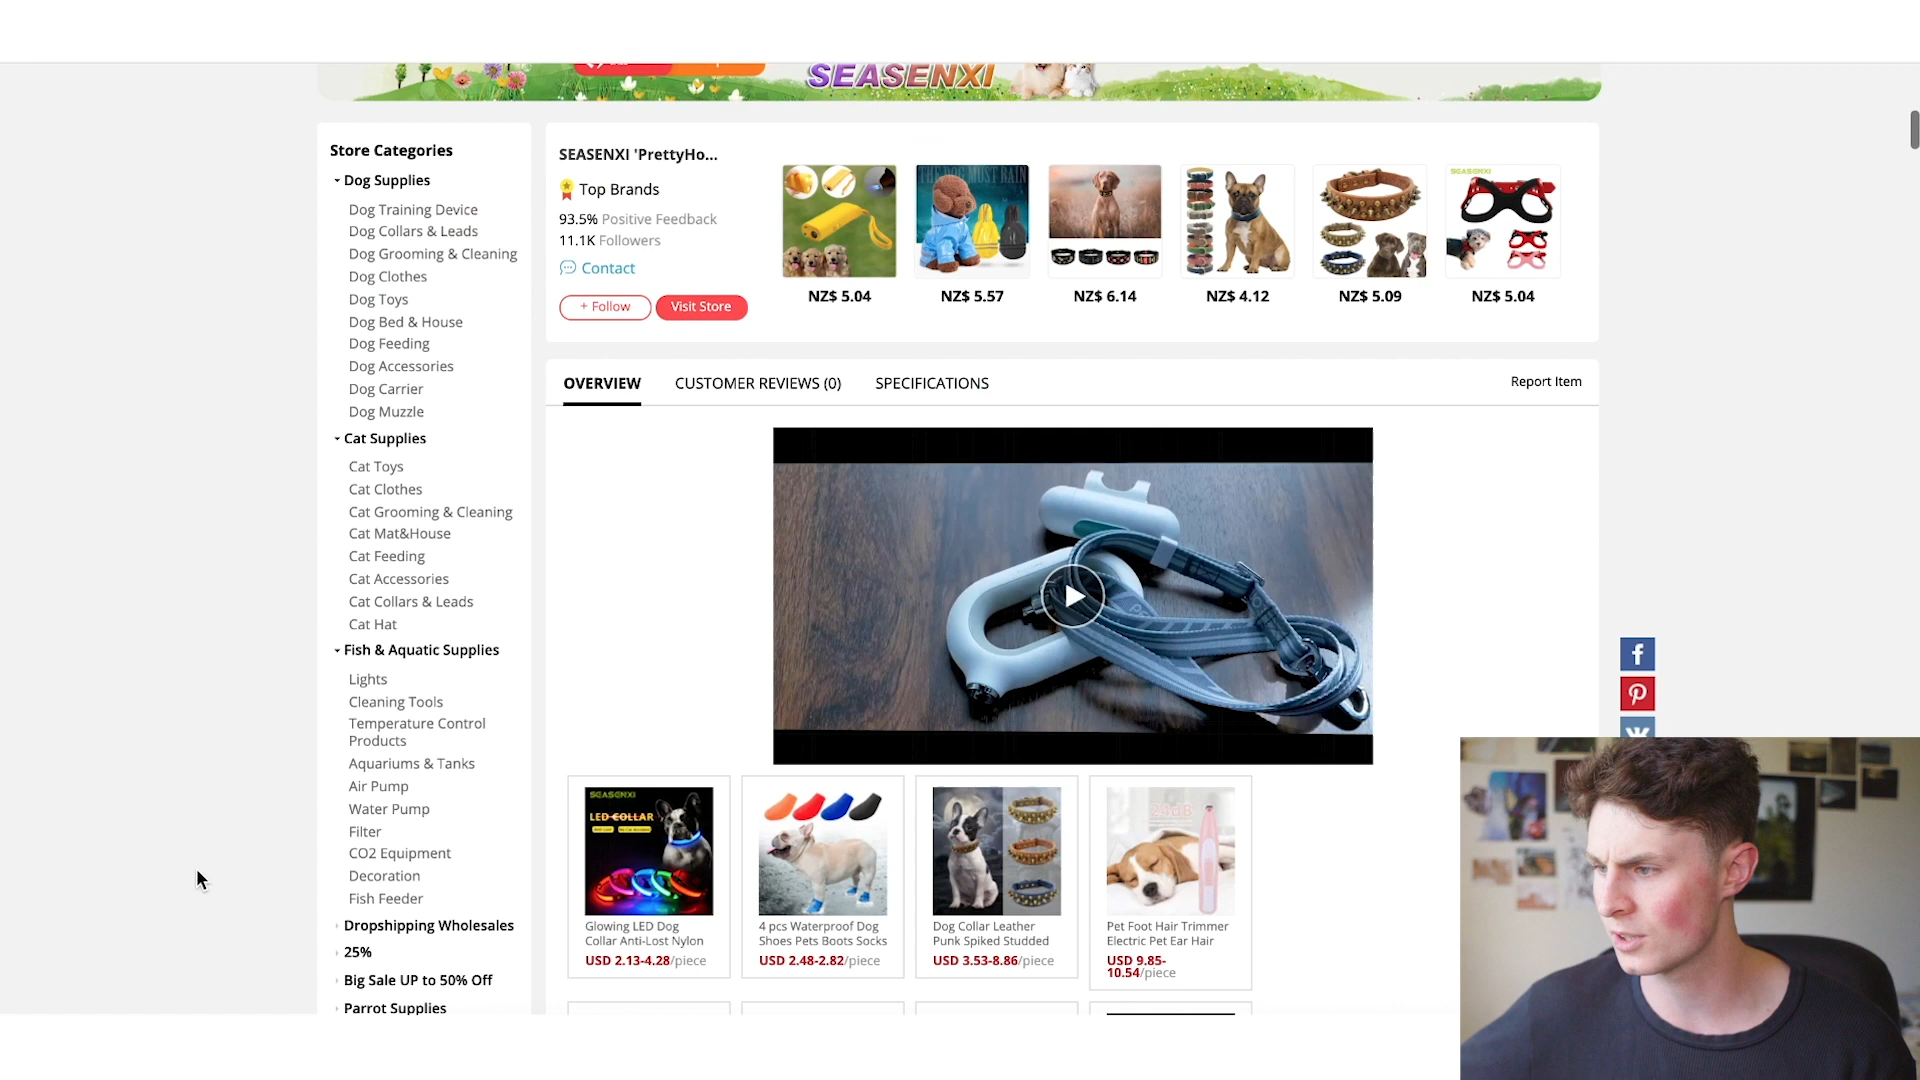 SEASENXI
Store Categories
Dog Supplies
Dog Training Device
Dog Collars & Leads
Dog Grooming & Cleaning
Dog Clothes
Dog Toys
Dog Bed & House
Dog Feeding
Dog Accessories
Dog Carrier
Dog Muzzle
Cat Supplies
Cat Toys
Cat Clothes
Cat Grooming & Cleaning
Cat Mat&House
Cat Feeding
Cat Accessories
Cat Collars & Leads
Cat Hat
Fish & Aquatic Supplies
Lights
Cleaning Tools
Temperature Control
Products
Aquariums & Tanks
Air Pump
Water Pump
Filter
CO2 Equipment
Decoration
Fish Feeder
Dropshipping Wholesales
25%
Big Sale UP to 50% Off
Parrot Supplies
SEASENXI 'PrettyHo...
Top Brands
93.5% Positive Feedback
11.1K Followers
Contact
+ Follow
Visit Store
THE DOG MUST RAIN
SEASENXI
NZ$ 5.04
NZ$ 5.57
NZ$ 6.14
NZ$ 4.12
NZ$ 5.09
NZ$ 5.04
OVERVIEW
CUSTOMER REVIEWS (0)
SPECIFICATIONS
Report Item
SEASENXI
LED COLLAR
24dB
Glowing LED Dog
Collar Anti-Lost Nylon
USD 2.13-4.28/piece
4 pcs Waterproof Dog
Shoes Pets Boots Socks
USD 2.48-2.82/piece
Dog Collar Leather
Punk Spiked Studded
USD 3.53-8.86/piece
Pet Foot Hair Trimmer
Electric Pet Ear Hair
USD 9.85-
10.54/piece